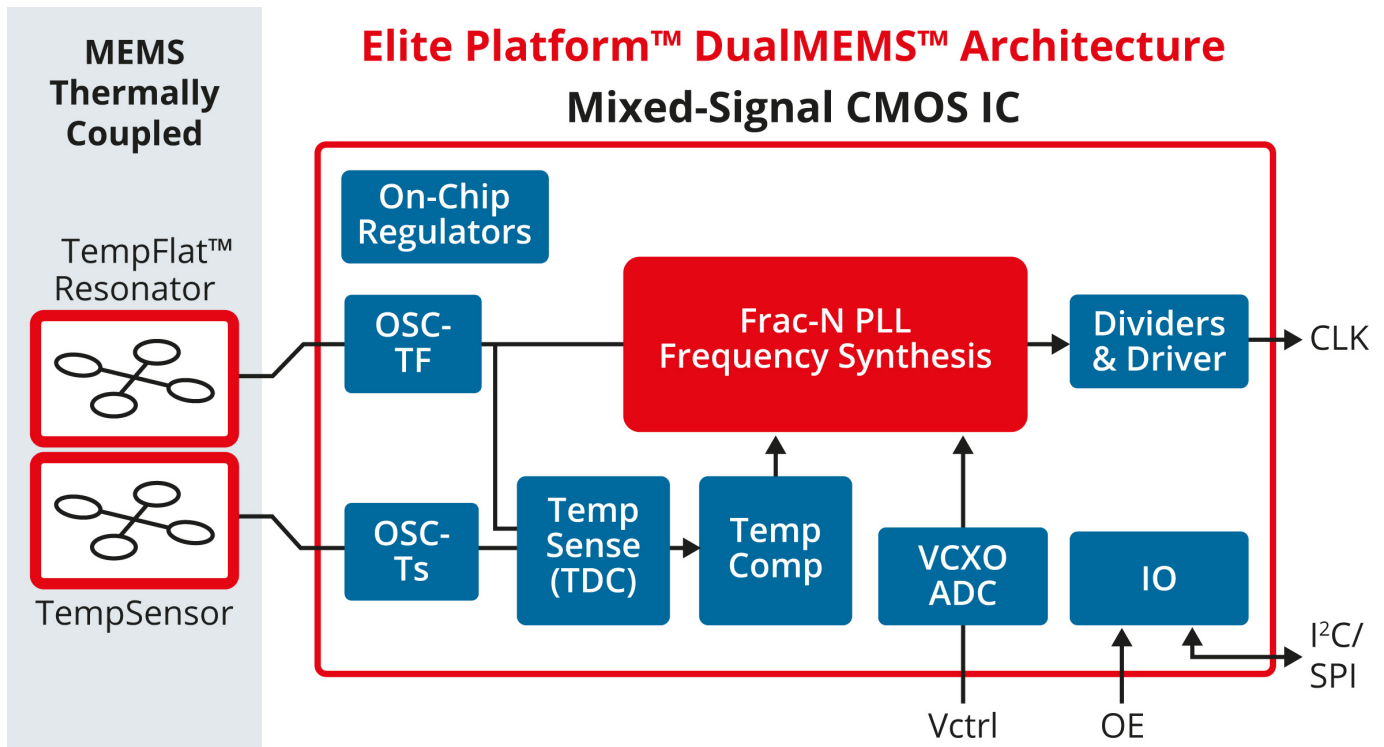 MEMS
Thermally
Coupled
Elite Platform™ DualMEMS™ Architecture
Mixed-Signal CMOS IC
On-Chip
Regulators
TempFlat™
Resonator
OSC-
TF
Frac-N PLL
Frequency Synthesis
Dividers
& Driver
CLK
OSC-
Ts
Temp
Sense
(TDC)
Temp
Comp
VCXO
ADC
IO
TempSensor
I²C/
SPI
Vctrl
OE